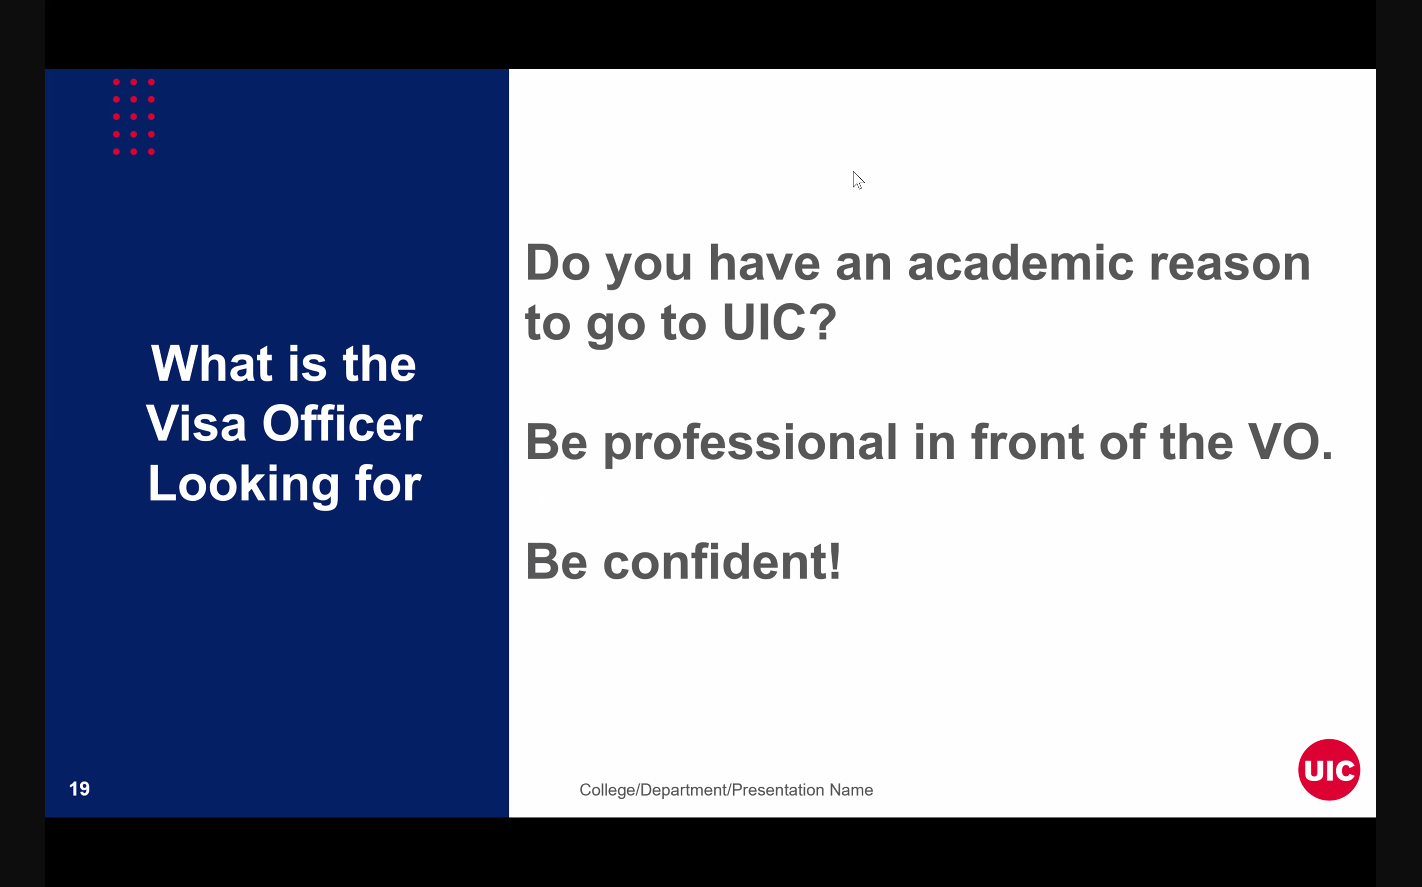 What is the
Visa Officer
Looking for
Do you have an academic reason
to go to UIC?
Be professional in front of the VO.
Be confident!
19
College/Department/Presentation Name
UIC